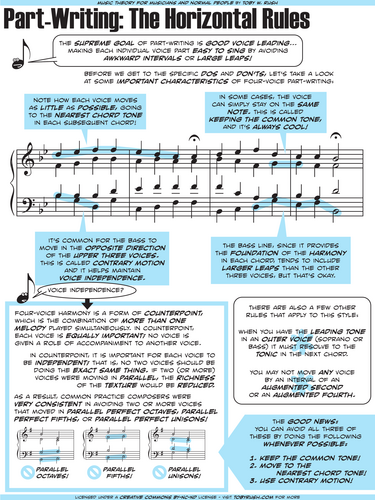 MUSIC THEORY FOR MUSICIANS AND NORMAL PEOPLE BY TOBY W. RUSH
Part-Writing: The Horizontal Rules
THE SUPREME GOAL OF PART-WRITING IS GOOD VOICE LEADING...
MAKING EACH INDIVIDUAL VOICE PART EASY TO SING BY AVOIDING
AWKWARD INTERVALS OR LARGE LEAPS!
BEFORE WE GET TO THE SPECIFIC DOS AND DON'TS, LET'S TAKE A LOOK
AT SOME IMPORTANT CHARACTERISTICS OF FOUR-VOICE PART-WRITING.
NOTE HOW EACH VOICE MOVES
AS LITTLE AS POSSIBLE, GOING
TO THE NEAREST CHORD TONE
IN EACH SUBSEQUENT CHORD!
IN SOME CASES, THE VOICE
CAN SIMPLY STAY ON THE SAME
NOTE. THIS IS CALLED
KEEPING THE COMMON TONE,
AND IT'S ALWAYS COOL!
IT'S COMMON FOR THE BASS TO
MOVE IN THE OPPOSITE DIRECTION
OF THE UPPER THREE VOICES.
THIS IS CALLED CONTRARY MOTION
AND IT HELPS MAINTAIN
VOICE INDEPENDENCE.
THE BASS LINE, SINCE IT PROVIDES
THE FOUNDATION OF THE HARMONY
IN EACH CHORD, TENDS TO INCLUDE
LARGER LEAPS THAN THE OTHER
THREE VOICES, BUT THAT'S OKAY.
VOICE INDEPENDENCE?
FOUR-VOICE HARMONY IS A FORM OF COUNTERPOINT,
WHICH IS THE COMBINATION OF MORE THAN ONE
MELODY PLAYED SIMULTANEOUSLY. IN COUNTERPOINT,
EACH VOICE IS EQUALLY IMPORTANT; NO VOICE IS
GIVEN A ROLE OF ACCOMPANIMENT TO ANOTHER VOICE.
IN COUNTERPOINT, IT IS IMPORTANT FOR EACH VOICE TO
BE INDEPENDENT; THAT IS, NO TWO VOICES SHOULD BE
DOING THE EXACT SAME THING. IF TWO (OR MORE)
VOICES WERE MOVING IN PARALLEL, THE RICHNESS
OF THE TEXTURE WOULD BE REDUCED.
AS A RESULT, COMMON PRACTICE COMPOSERS WERE
VERY CONSISTENT IN AVOIDING TWO OR MORE VOICES
THAT MOVED IN PARALLEL PERFECT OCTAVES, PARALLEL
PERFECT FIFTHS, OR PARALLEL PERFECT UNISONS!
PARALLEL
OCTAVES!
PARALLEL
FIFTHS!
PARALLEL
UNISONS!
THERE ARE ALSO A FEW OTHER
RULES THAT APPLY TO THIS STYLE:
WHEN YOU HAVE THE LEADING TONE
IN AN OUTER VOICE (SOPRANO OR
BASS) IT MUST RESOLVE TO THE
TONIC IN THE NEXT CHORD.
YOU MAY NOT MOVE ANY VOICE
BY AN INTERVAL OF AN
AUGMENTED SECOND
OR AN AUGMENTED FOURTH.
THE GOOD NEWS:
YOU CAN AVOID ALL THREE OF
THESE BY DOING THE FOLLOWING
WHENEVER POSSIBLE:
1. KEEP THE COMMON TONE!
2. MOVE TO THE
NEAREST CHORD TONE!
3. USE CONTRARY MOTION!
LICENSED UNDER A CREATIVE COMMONS BY-NC-ND LICENSE - VISIT TOBYRUSH.COM FOR MORE